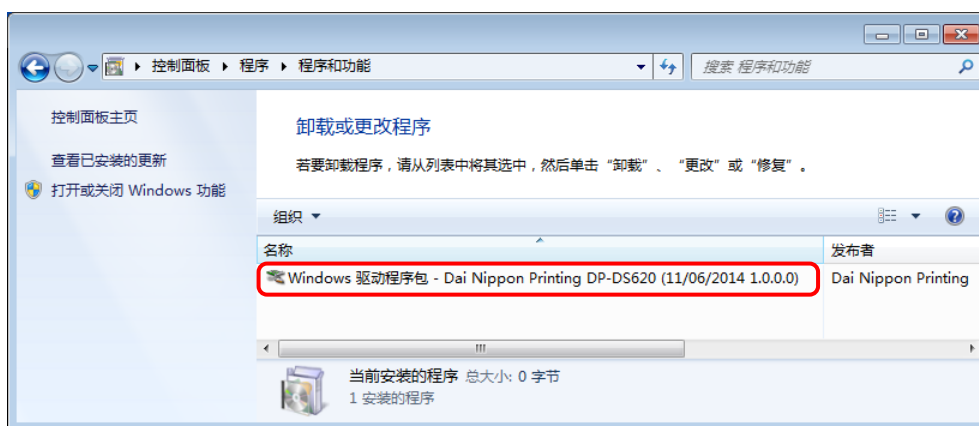 控制面板 ▸ 程序 ▸ 程序和功能
搜索 程序和功能
控制面板主页
查看已安装的更新
打开或关闭 Windows 功能
卸载或更改程序
若要卸载程序，请从列表中将其选中，然后单击“卸载”、“更改”或“修复”。
组织
名称 发布者
Windows 驱动程序包 - Dai Nippon Printing DP-DS620 (11/06/2014 1.0.0.0) Dai Nippon Printing
当前安装的程序 总大小: 0 字节
1 安装的程序